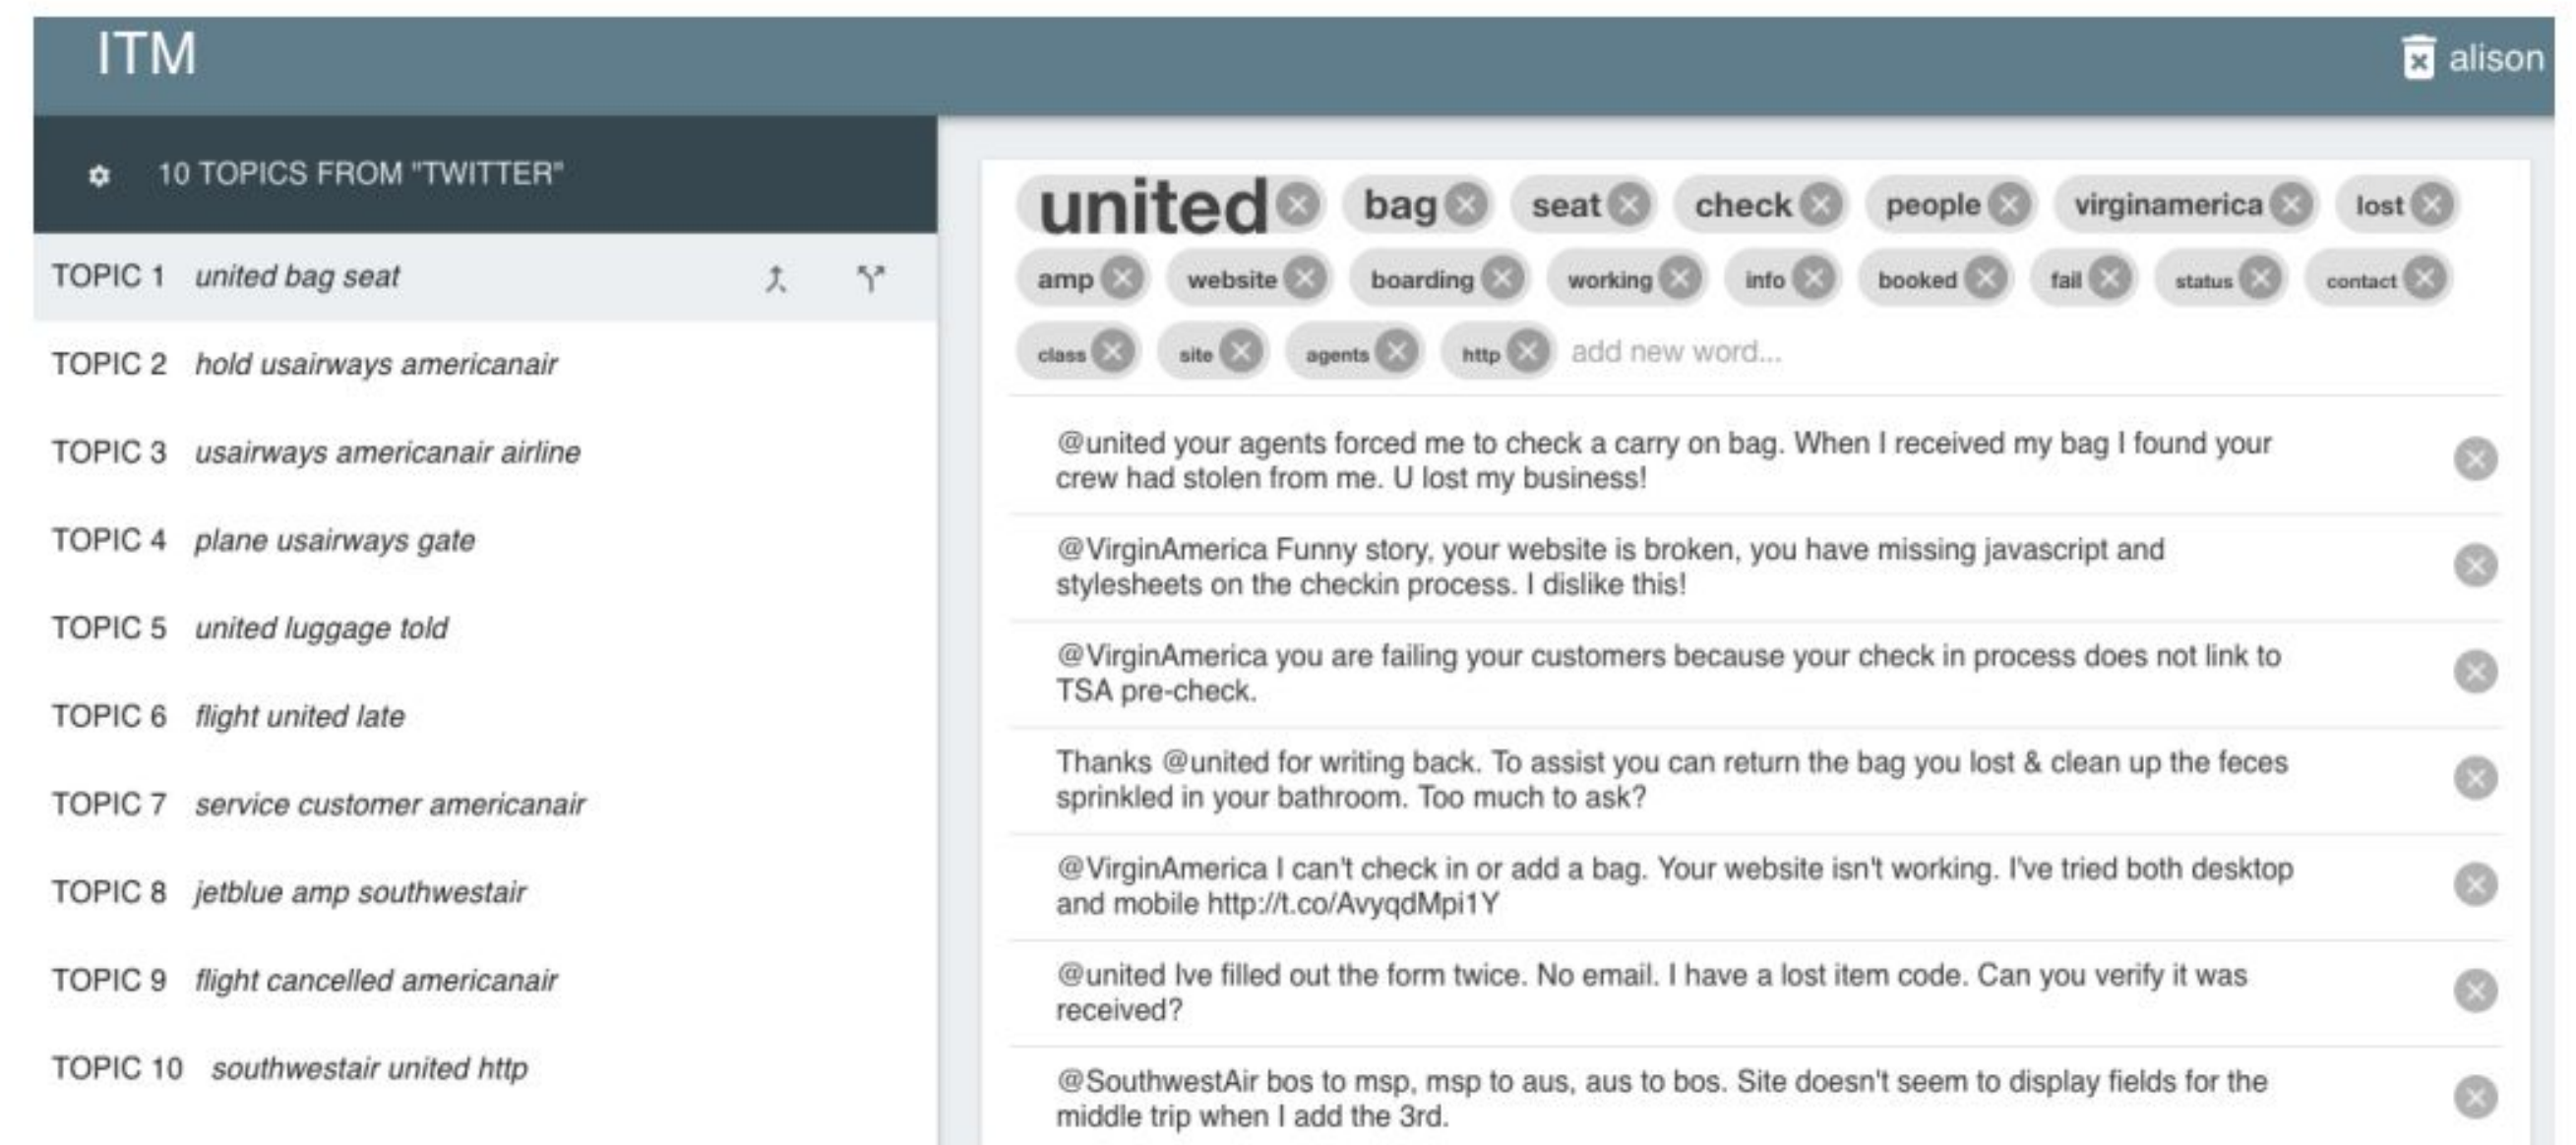 ITM
alison
10 TOPICS FROM "TWITTER"
TOPIC 1 united bag seat
TOPIC 2 hold usairways americanair
TOPIC 3 usairways americanair airline
TOPIC 4 plane usairways gate
TOPIC 5 united luggage told
TOPIC 6 flight united late
TOPIC 7 service customer americanair
TOPIC 8 jetblue amp southwestair
TOPIC 9 flight cancelled americanair
TOPIC 10 southwestair united http
united bag seat check people virginamerica lost
amp website boarding working info booked fail status contact
class site agents http add new word...
@united your agents forced me to check a carry on bag. When I received my bag I found your
crew had stolen from me. U lost my business!
@VirginAmerica Funny story, your website is broken, you have missing javascript and
stylesheets on the checkin process. I dislike this!
@VirginAmerica you are failing your customers because your check in process does not link to
TSA pre-check.
Thanks @united for writing back. To assist you can return the bag you lost & clean up the feces
sprinkled in your bathroom. Too much to ask?
@VirginAmerica I can't check in or add a bag. Your website isn't working. I've tried both desktop
and mobile http://t.co/AvyqdMpi1Y
@united Ive filled out the form twice. No email. I have a lost item code. Can you verify it was
received?
@SouthwestAir bos to msp, msp to aus, aus to bos. Site doesn't seem to display fields for the
middle trip when I add the 3rd.